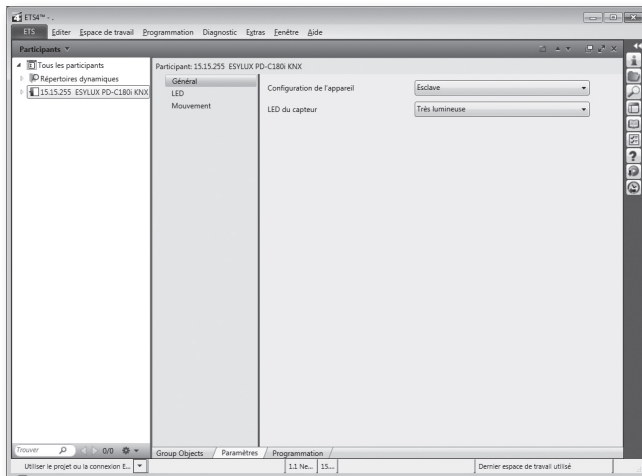 ETS4™ - .
ETS Editer Espace de travail Programmation Diagnostic Extras Fenêtre Aide
Participants
Tous les participants
Répertoires dynamiques
15.15.255 ESYLUX PD-C180i KNX
Participant: 15.15.255 ESYLUX PD-C180i KNX
Général
LED
Mouvement
Configuration de l'appareil
Esclave
LED du capteur
Très lumineuse
Trouver
0/0
Group Objects
Paramètres
Programmation
Utiliser le projet ou la connexion E...
1.1 Ne...
15....
Dernier espace de travail utilisé